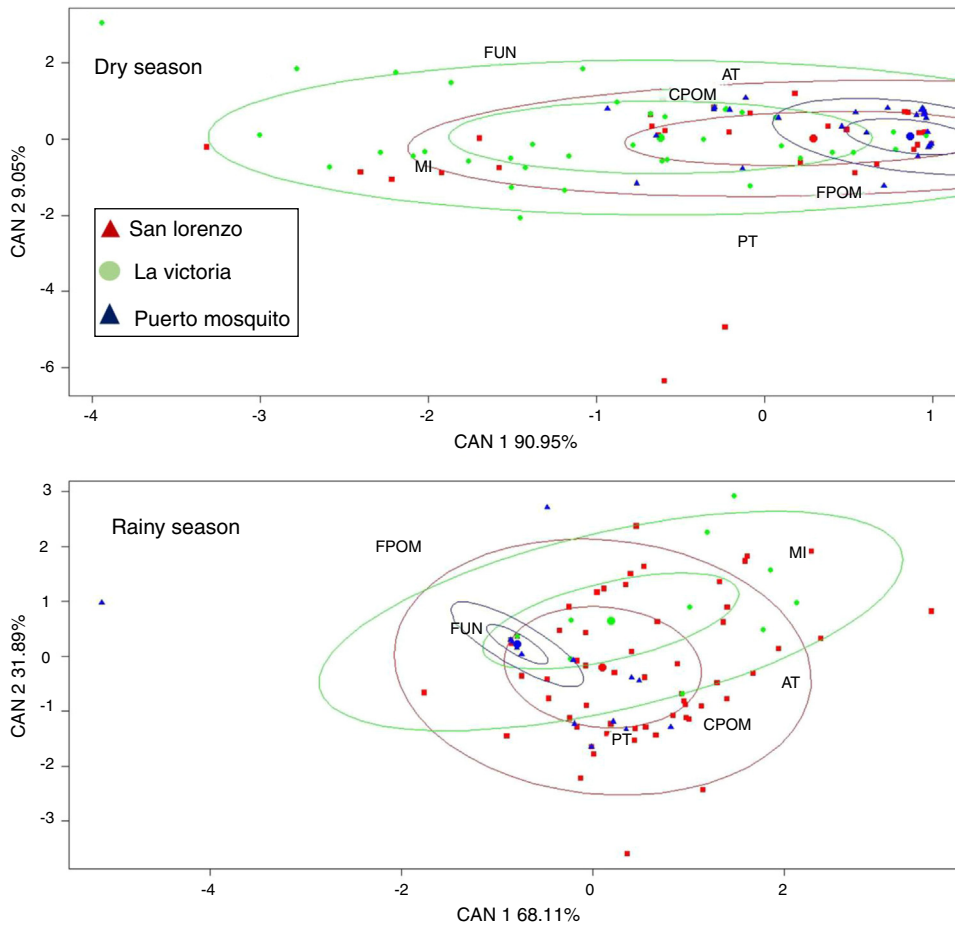 Dry season
FUN
AT
CPOM
MI
FPOM
PT
San lorenzo
La victoria
Puerto mosquito
CAN 2 9.05%
2
0
-2
-4
-6
-4
-3
-2
-1
0
1
CAN 1 90.95%
Rainy season
FPOM
MI
FUN
AT
CPOM
PT
CAN 2 31.89%
3
2
1
0
-1
-2
-3
-4
-2
0
2
CAN 1 68.11%